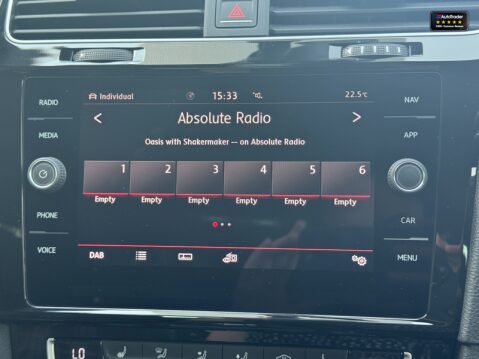 AutoTrader
RADIO
MEDIA
PHONE
VOICE
Individual
15:33
22.5°C
< Absolute Radio >
Oasis with Shakermaker -- on Absolute Radio
1 2 3 4 5 6
Empty Empty Empty Empty Empty Empty
DAB
NAV
APP
CAR
MENU
LO